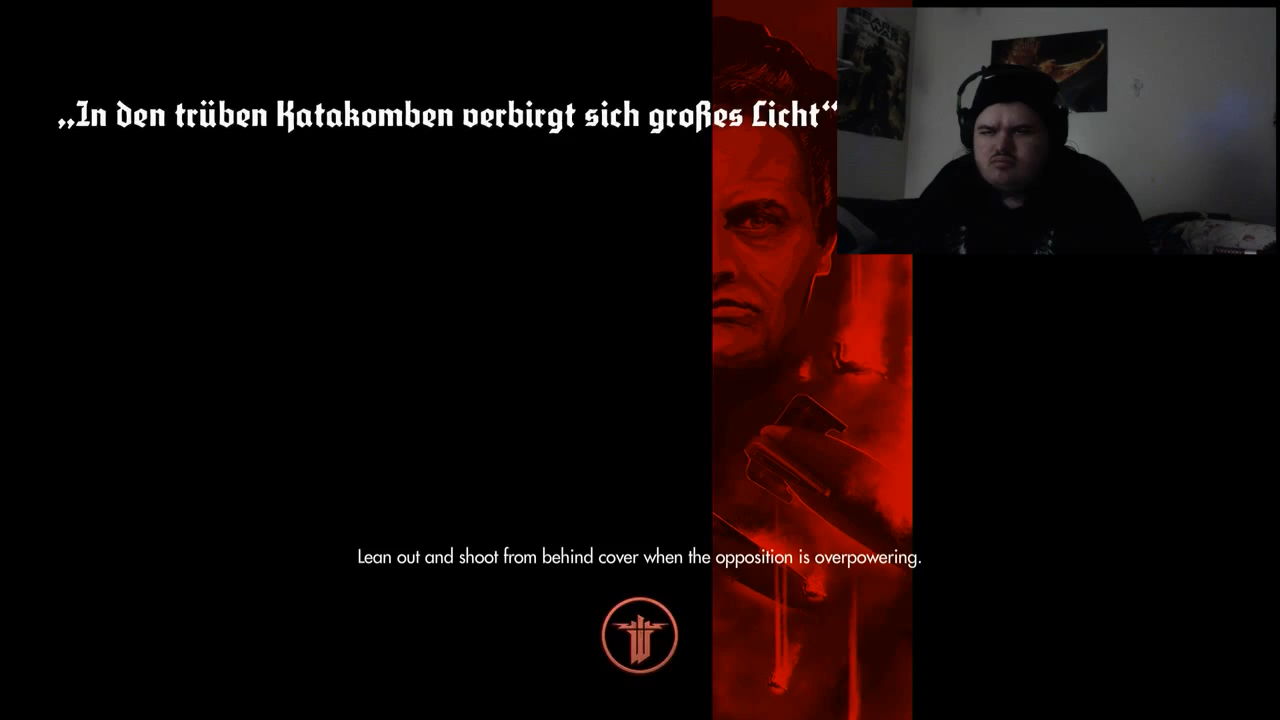 „In den trüben Katakomben verbirgt sich großes Licht“
Lean out and shoot from behind cover when the opposition is overpowering.